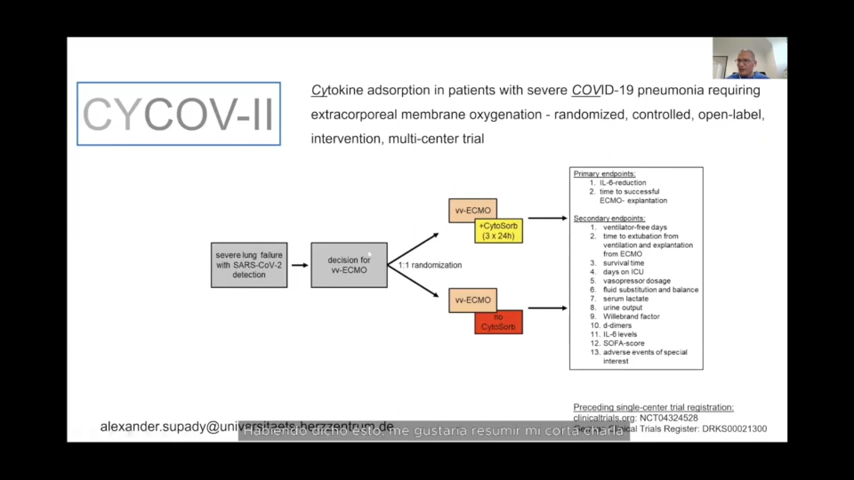 CYCOV-II
Cytokine adsorption in patients with severe COVID-19 pneumonia requiring
extracorporeal membrane oxygenation - randomized, controlled, open-label,
intervention, multi-center trial
severe lung failure
with SARS-CoV-2
detection
decision for
vv-ECMO
1:1 randomization
vv-ECMO
+CytoSorb
(3 x 24h)
vv-ECMO
no
CytoSorb
Primary endpoints:
1. IL-6-reduction
2. time to successful
ECMO- explantation
Secondary endpoints:
1. ventilator-free days
2. time to extubation from
ventilation and explantation
from ECMO
3. survival time
4. days on ICU
5. vasopressor dosage
6. fluid substitution and balance
7. serum lactate
8. urine output
9. Willebrand factor
10. d-dimers
11. IL-6 levels
12. SOFA-score
13. adverse events of special
interest
Preceding single-center trial registration:
clinicaltrials.org: NCT04324528
Clinical Trials Register: DRKS00021300
alexander.supady@universitaets-herzzentrum.de
Habiendo dicho esto, me gustaría resumir mi corta charla